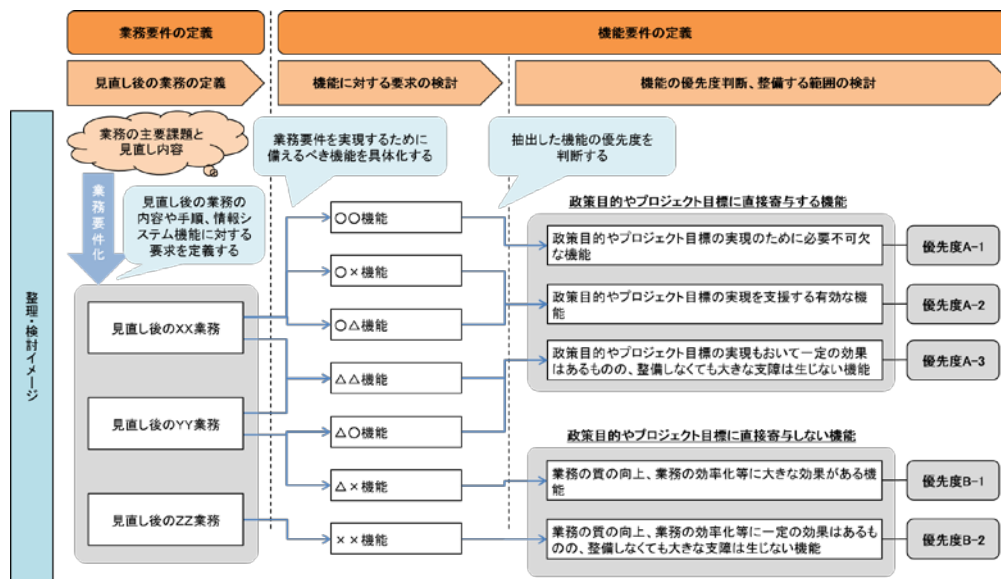 業務要件の定義
機能要件の定義
見直し後の業務の定義
機能に対する要求の検討
機能の優先度判断、整備する範囲の検討
整理・検討イメージ
業務の主要課題と
見直し内容
業務要件化
見直し後の業務の
内容や手順、情報シ
ステム機能に対する
要求を定義する
業務要件を実現するために
備えるべき機能を具体化する
抽出した機能の優先度を
判断する
見直し後のXX業務
見直し後のYY業務
見直し後のZZ業務
○○機能
○×機能
○△機能
△△機能
△○機能
△×機能
××機能
政策目的やプロジェクト目標に直接寄与する機能
政策目的やプロジェクト目標の実現のために必要不可欠
な機能
優先度A-1
政策目的やプロジェクト目標の実現を支援する有効な機
能
優先度A-2
政策目的やプロジェクト目標の実現もおいて一定の効果
はあるものの、整備しなくても大きな支障は生じない機能
優先度A-3
政策目的やプロジェクト目標に直接寄与しない機能
業務の質の向上、業務の効率化等に大きな効果がある機
能
優先度B-1
業務の質の向上、業務の効率化等に一定の効果はあるも
のの、整備しなくても大きな支障は生じない機能
優先度B-2